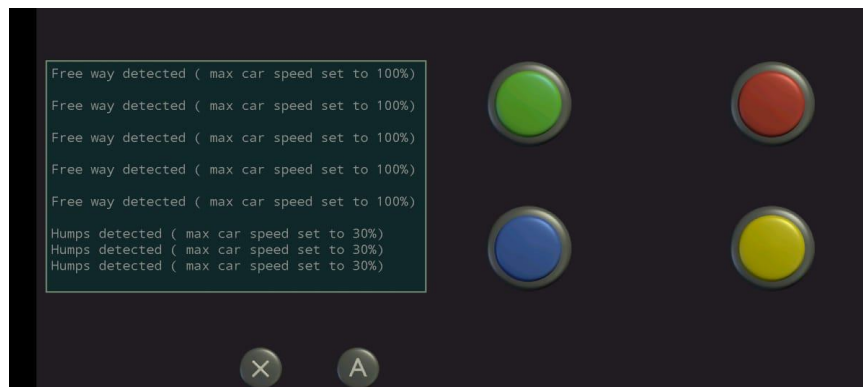 Free way detected ( max car speed set to 100%)
Free way detected ( max car speed set to 100%)
Free way detected ( max car speed set to 100%)
Free way detected ( max car speed set to 100%)
Free way detected ( max car speed set to 100%)
Humps detected ( max car speed set to 30%)
Humps detected ( max car speed set to 30%)
Humps detected ( max car speed set to 30%)
X A